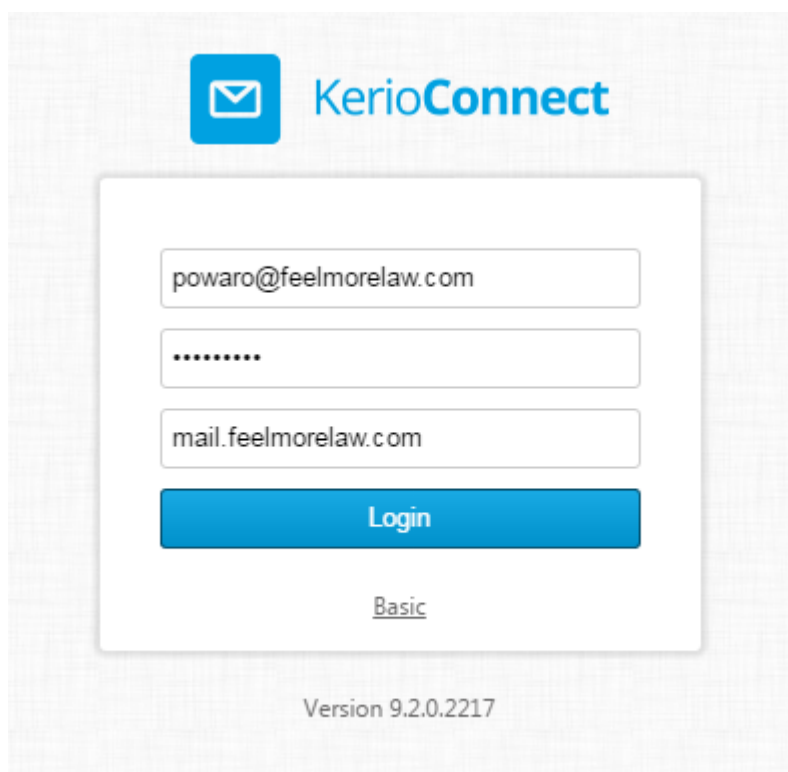 KerioConnect
powaro@feelmorelaw.com
•••••••••
mail.feelmorelaw.com
Login
Basic
Version 9.2.0.2217